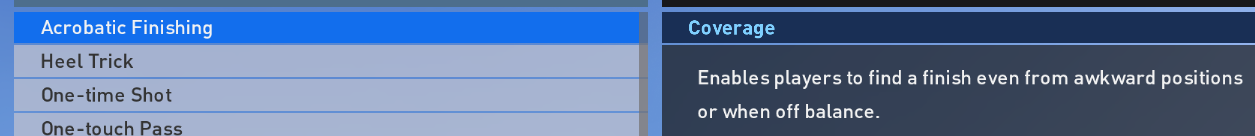 Acrobatic Finishing
Heel Trick
One-time Shot
One-touch Pass
Coverage
Enables players to find a finish even from awkward positions
or when off balance.